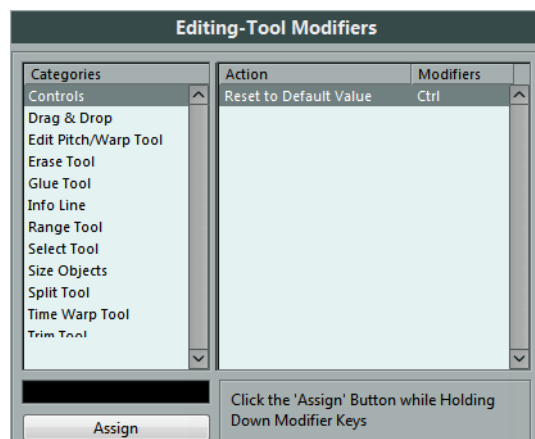 Editing-Tool Modifiers
Categories
Controls
Drag & Drop
Edit Pitch/Warp Tool
Erase Tool
Glue Tool
Info Line
Range Tool
Select Tool
Size Objects
Split Tool
Time Warp Tool
Trim Tool
Action Modifiers
Reset to Default Value Ctrl
Assign
Click the 'Assign' Button while Holding
Down Modifier Keys